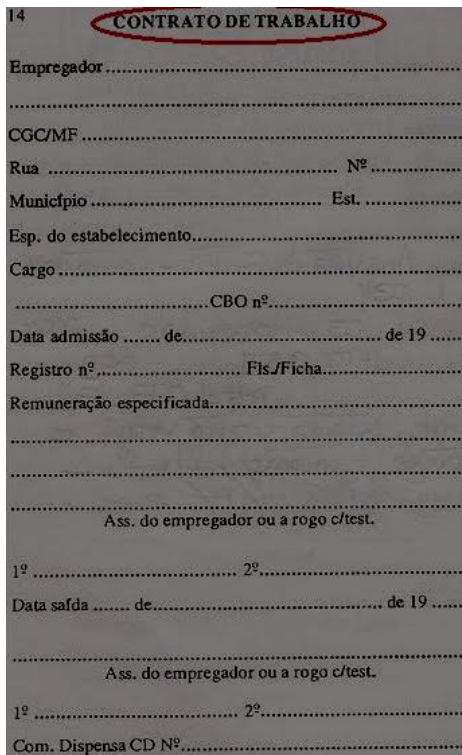 14
CONTRATO DE TRABALHO
Empregador
CGC/MF
Rua Nº
Município Est.
Esp. do estabelecimento
Cargo
CBO nº
Data admissão ....... de ....... de 19 ......
Registro nº Fls./Ficha
Remuneração especificada
Ass. do empregador ou a rogo c/test.
1º 2º
Data saída ....... de ....... de 19 ......
Ass. do empregador ou a rogo c/test.
1º 2º
Com. Dispensa CD Nº